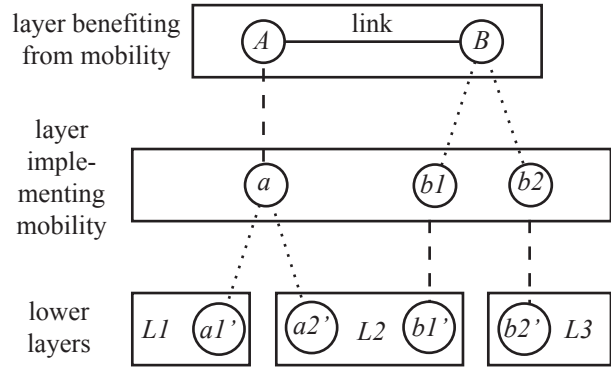 layer benefiting
from mobility
A
link
B
layer
imple-
menting
mobility
a
b1
b2
lower
layers
L1 a1’
a2’ L2 b1’
b2’ L3